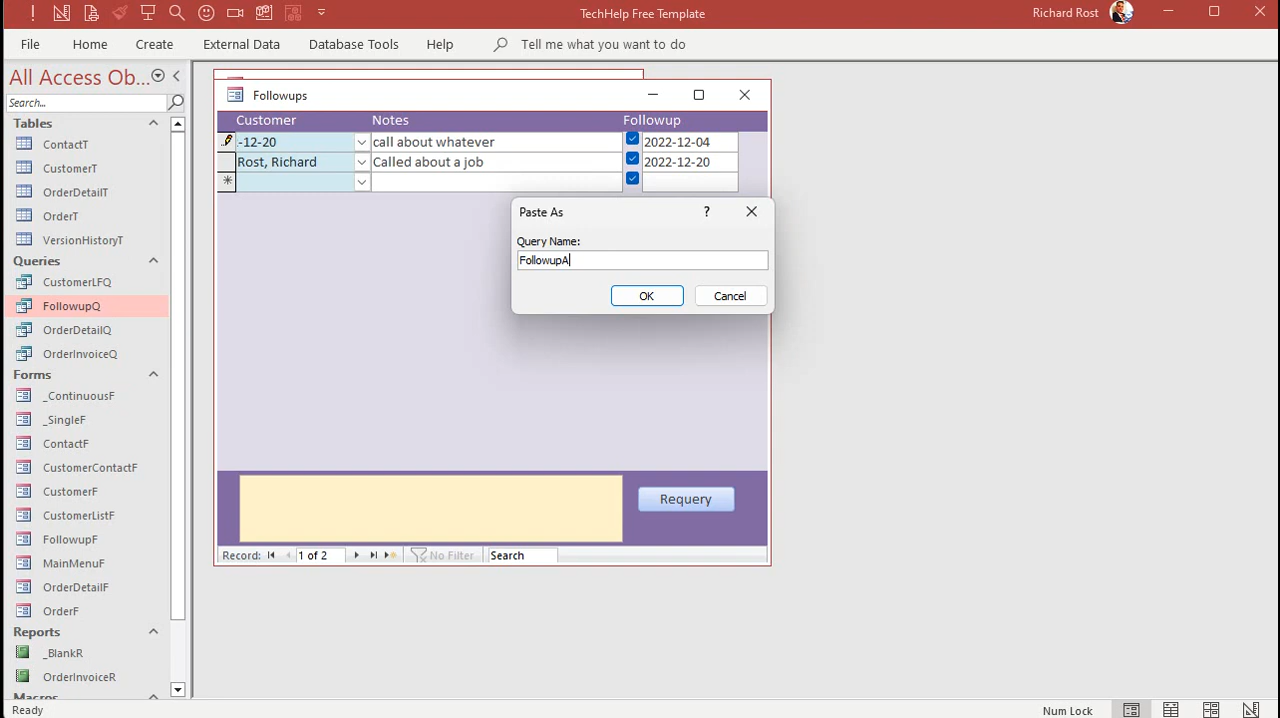 TechHelp Free Template
Richard Rost
File Home Create External Data Database Tools Help Tell me what you want to do
All Access Ob...
Search...
Tables
ContactT
CustomerT
OrderDetailT
OrderT
VersionHistoryT
Queries
CustomerLFQ
FollowupQ
OrderDetailQ
OrderInvoiceQ
Forms
_ContinuousF
_SingleF
ContactF
CustomerContactF
CustomerF
CustomerListF
FollowupF
MainMenuF
OrderDetailF
OrderF
Reports
_BlankR
OrderInvoiceR
Macros
Followups
Customer Notes Followup
-12-20 call about whatever 2022-12-04
Rost, Richard Called about a job 2022-12-20
Paste As ?
Query Name:
FollowupA
OK Cancel
Requery
Record: 1 of 2 No Filter Search
Ready Num Lock